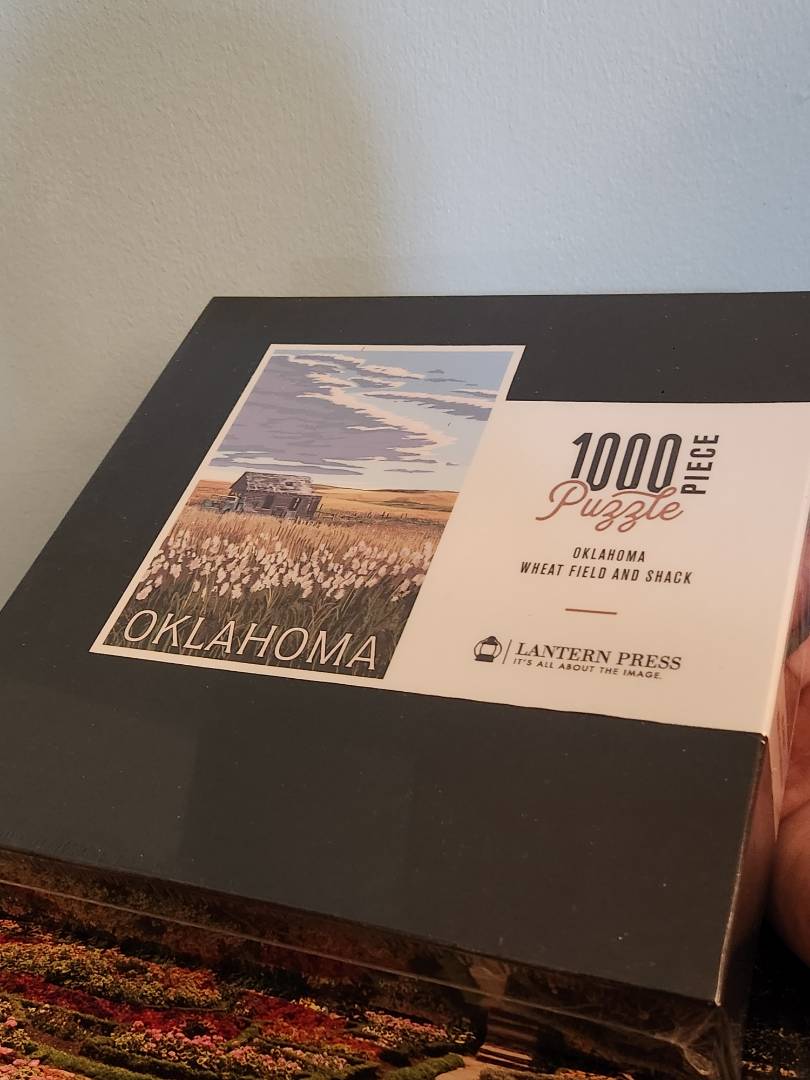 OKLAHOMA
1000 PIECE
Puzzle
OKLAHOMA
WHEAT FIELD AND SHACK
LANTERN PRESS
IT'S ALL ABOUT THE IMAGE.